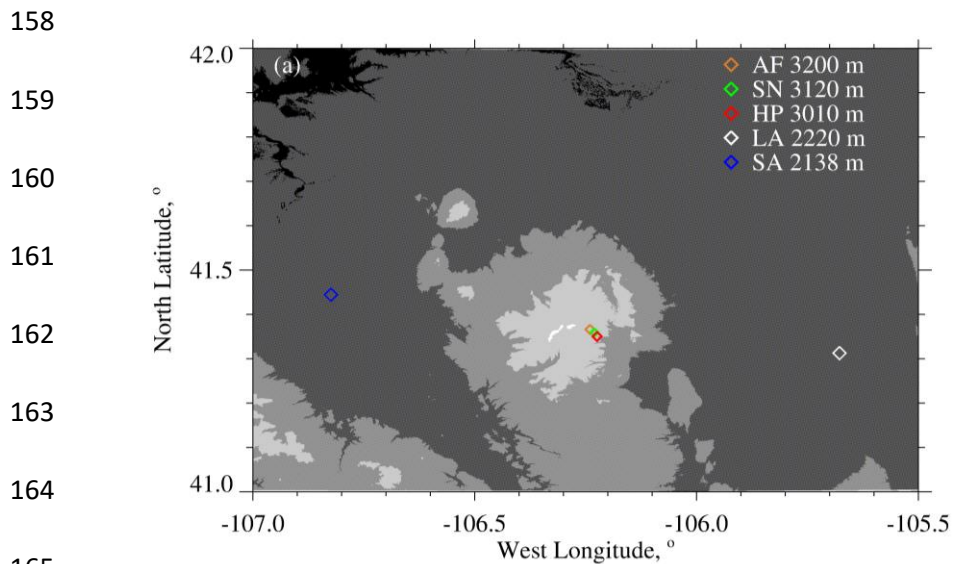 158
42.0
(a)
AF 3200 m
159
SN 3120 m
HP 3010 m
LA 2220 m
SA 2138 m
160
161
41.5
North Latitude, °
162
163
164
41.0
-107.0 -106.5 -106.0 -105.5
West Longitude, °
165